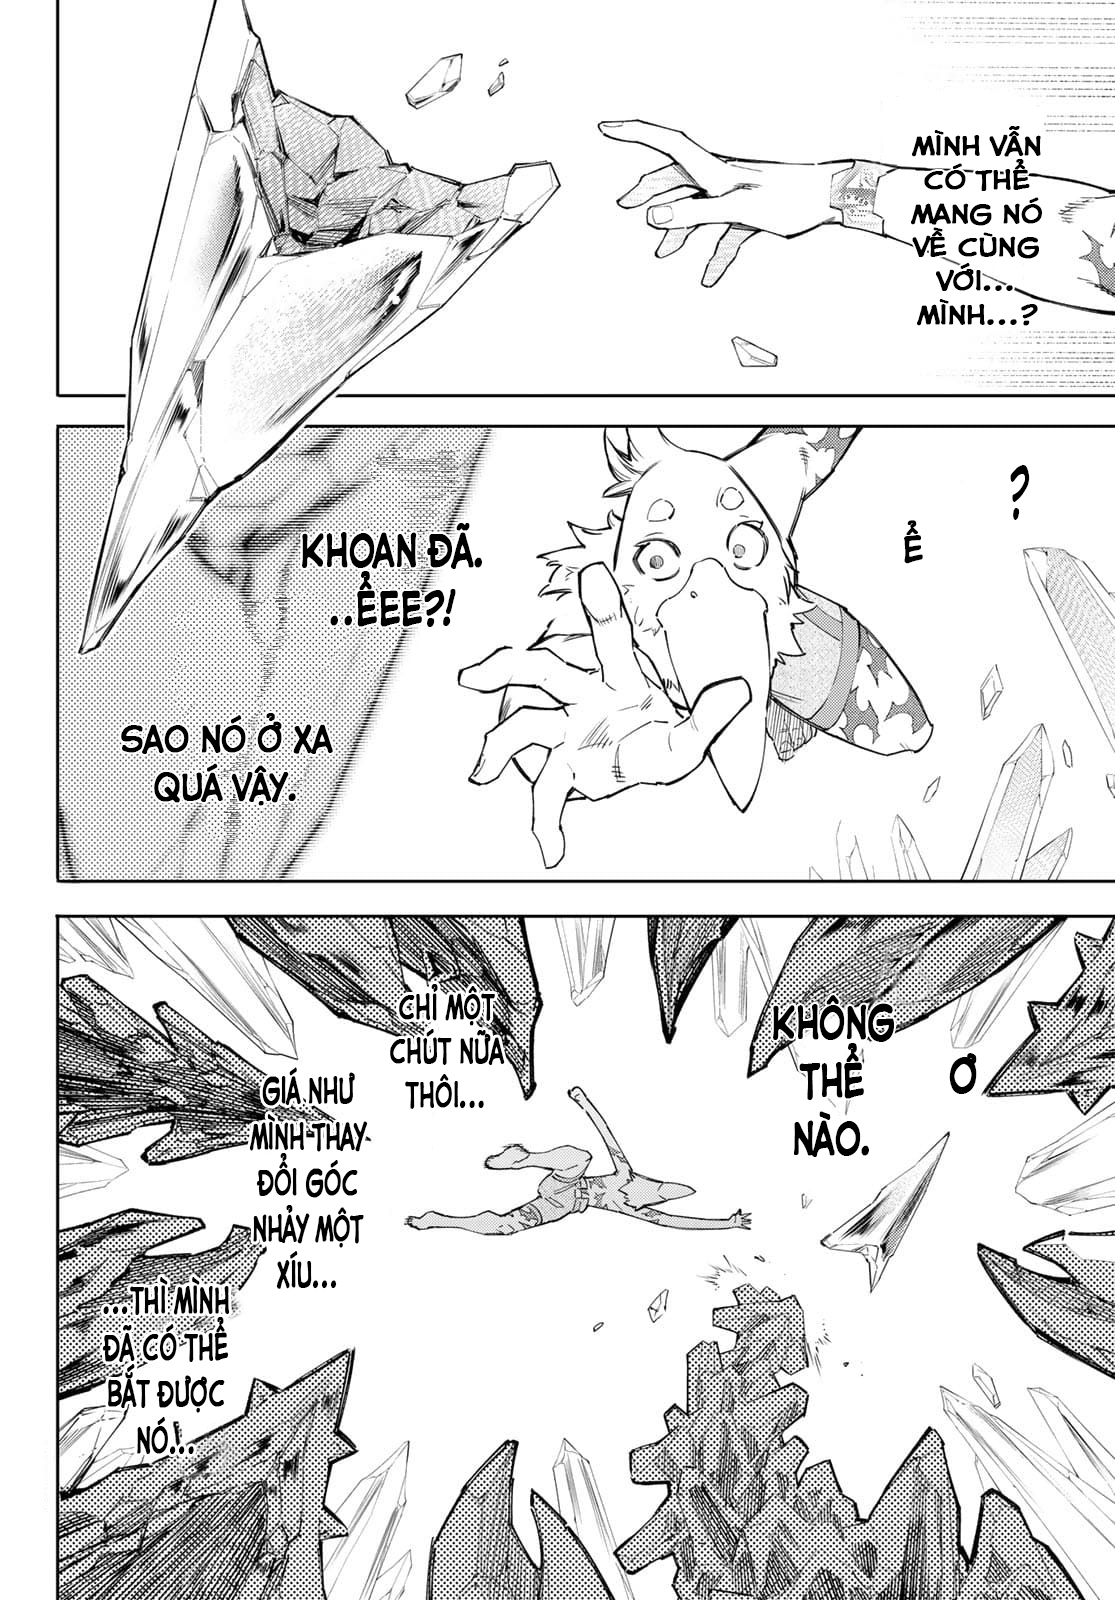 MÌNH VẪN
CÓ THỂ
MANG NÓ
VỀ CÙNG
VỚI...
MÌNH...?
?
Ể
KHOAN ĐÃ.
..ỂEE?!
SAO NÓ Ở XA
QUÁ VẬY.
Ơ
KHÔNG
THỂ
NÀO.
CHỈ MỘT
CHÚT NỮA
THÔI...
GIÁ NHƯ
MÌNH THAY
ĐỔI GÓC
NHẢY MỘT
XÍU...
...THÌ MÌNH
ĐÃ CÓ THỂ
BẮT ĐƯỢC
NÓ...